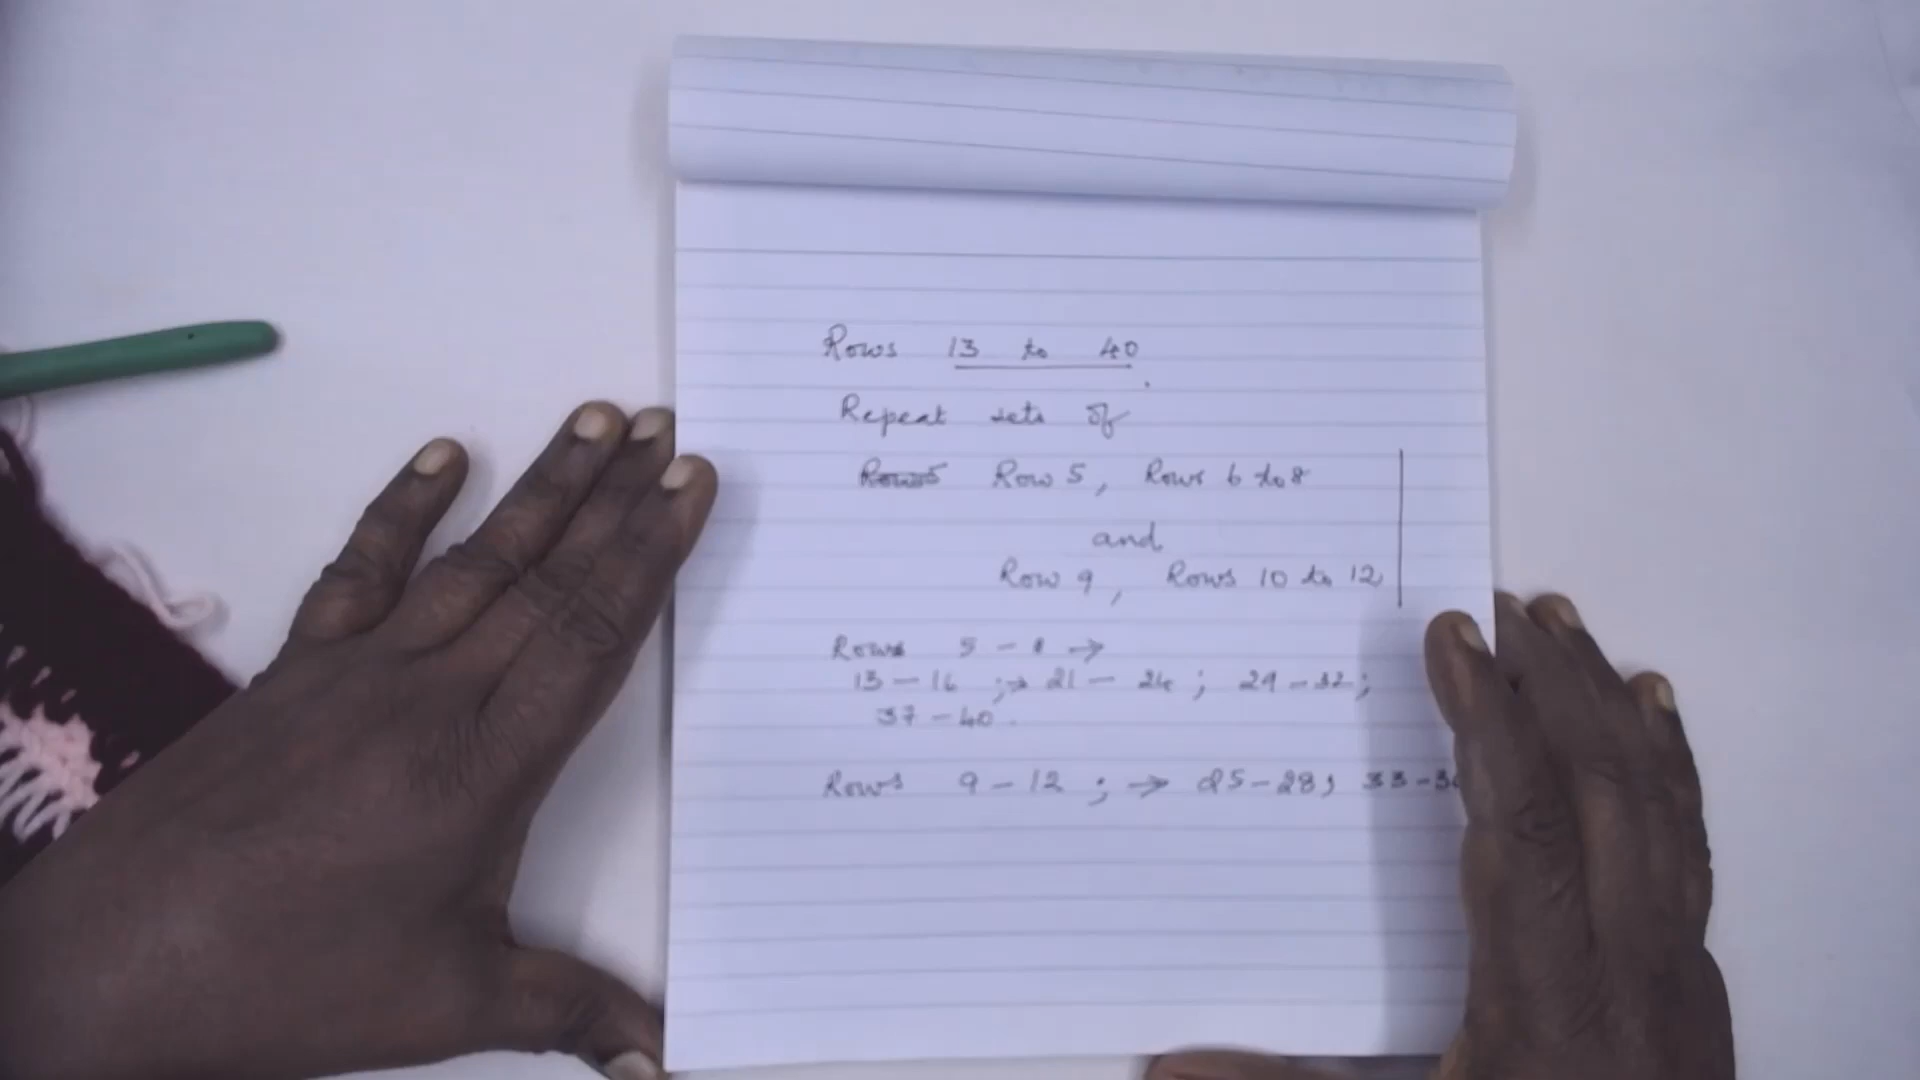 Rows 13 to 40
Repeat sets of
Row 5, Rows 6 to 8
and
Row 9, Rows 10 to 12
Rows 5 - 8 →
13 - 16 ; → 21 - 24 ; 29 - 32 ;
37 - 40 .
Rows 9 - 12 ; → 25 - 28 ; 33 -